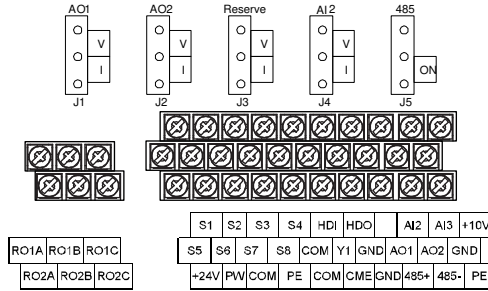 AO1 AO2 Reserve AI2 485
V V V V
I I I I ON
J1 J2 J3 J4 J5
S1 S2 S3 S4 HDI HDO AI2 AI3 +10V
RO1A RO1B RO1C S5 S6 S7 S8 COM Y1 GND AO1 AO2 GND
RO2A RO2B RO2C +24V PW COM PE COM CME GND 485+ 485- PE